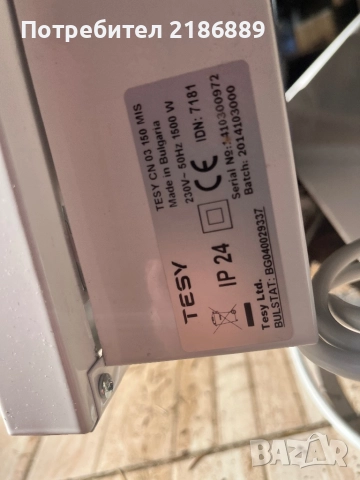 Потребител 2186889
TESY CN 03 150 MIS
Made in Bulgaria
230V~ 50Hz 1500 W
IDN: 7181
CE
Serial №:1410300972
Batch: 2014103000
TESY
IP 24
Tesy Ltd.
BULSTAT: BG040029337
BAZAR